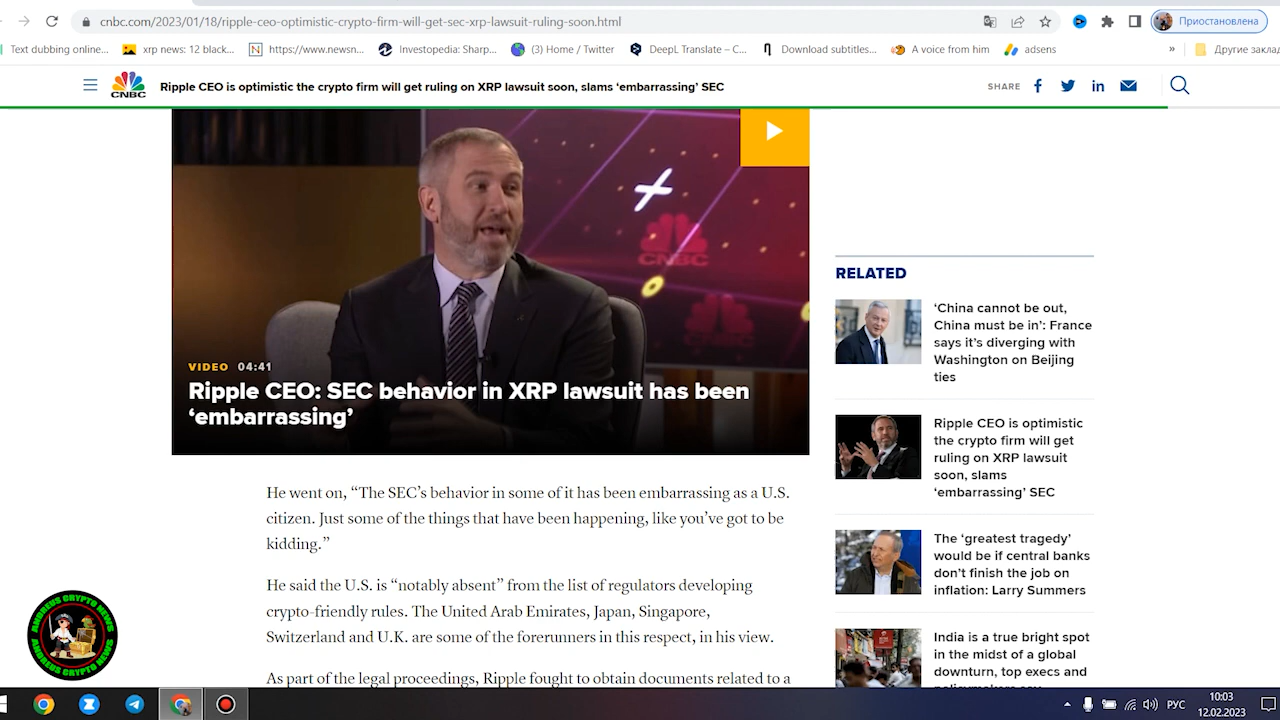 cnbc.com/2023/01/18/ripple-ceo-optimistic-crypto-firm-will-get-sec-xrp-lawsuit-ruling-soon.html
Приостановлена
Text dubbing online...
xrp news: 12 black...
https://www.newsn...
Investopedia: Sharp...
(3) Home / Twitter
DeepL Translate – C...
Download subtitles...
A voice from him
adsens
»
Другие закла
CNBC
Ripple CEO is optimistic the crypto firm will get ruling on XRP lawsuit soon, slams ‘embarrassing’ SEC
SHARE
CNBC
CNBC
VIDEO 04:41
Ripple CEO: SEC behavior in XRP lawsuit has been
‘embarrassing’
He went on, “The SEC’s behavior in some of it has been embarrassing as a U.S.
citizen. Just some of the things that have been happening, like you’ve got to be
kidding.”
He said the U.S. is “notably absent” from the list of regulators developing
crypto-friendly rules. The United Arab Emirates, Japan, Singapore,
Switzerland and U.K. are some of the forerunners in this respect, in his view.
As part of the legal proceedings, Ripple fought to obtain documents related to a
RELATED
‘China cannot be out,
China must be in’: France
says it’s diverging with
Washington on Beijing
ties
Ripple CEO is optimistic
the crypto firm will get
ruling on XRP lawsuit
soon, slams
‘embarrassing’ SEC
The ‘greatest tragedy’
would be if central banks
don’t finish the job on
inflation: Larry Summers
India is a true bright spot
in the midst of a global
downturn, top execs and
ANDREUS CRYPTO NEWS
ANDREUS CRYPTO NEWS
РУС
10:03
12.02.2023